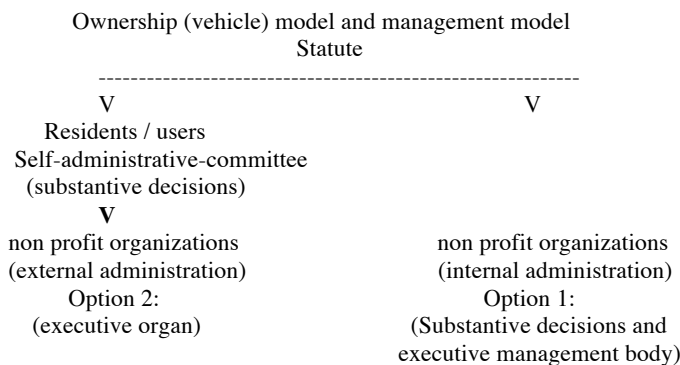 Ownership (vehicle) model and management model
Statute
------------------------------------------------------------
V V
Residents / users
Self-administrative-committee
(substantive decisions)
V
non profit organizations non profit organizations
(external administration) (internal administration)
Option 2: Option 1:
(executive organ) (Substantive decisions and
executive management body)